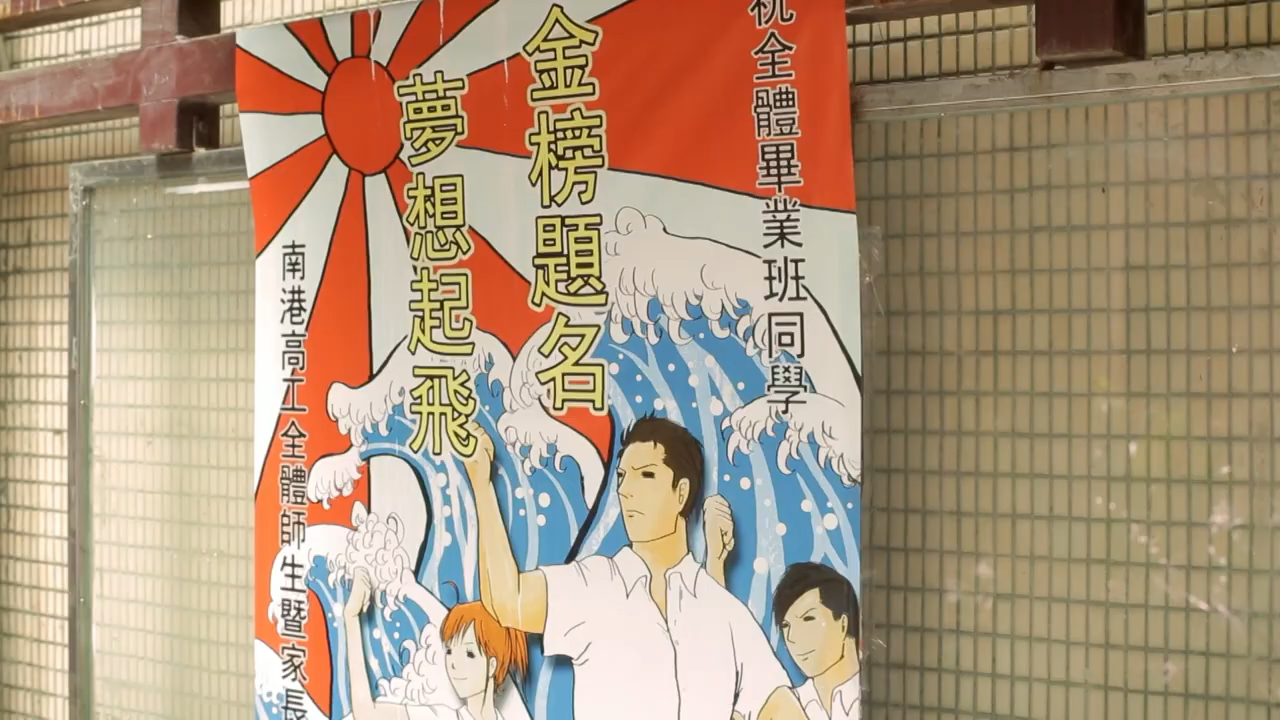 祝全體畢業班同學
金榜題名
夢想起飛
南港高工全體師生暨家長